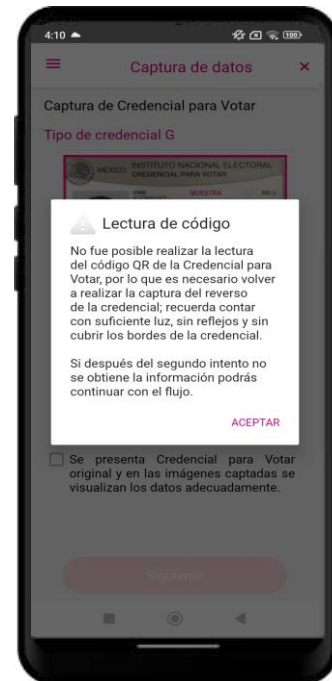 4:10
100
Captura de datos ×
Captura de Credencial para Votar
Tipo de credencial G
MÉXICO INSTITUTO NACIONAL ELECTORAL
CREDENCIAL PARA VOTAR
MUESTRA
Lectura de código
No fue posible realizar la lectura
del código QR de la Credencial para
Votar, por lo que es necesario volver
a realizar la captura del reverso
de la credencial; recuerda contar
con suficiente luz, sin reflejos y sin
cubrir los bordes de la credencial.
Si después del segundo intento no
se obtiene la información podrás
continuar con el flujo.
ACEPTAR
Se presenta Credencial para Votar
original y en las imágenes captadas se
visualizan los datos adecuadamente.
Siguiente